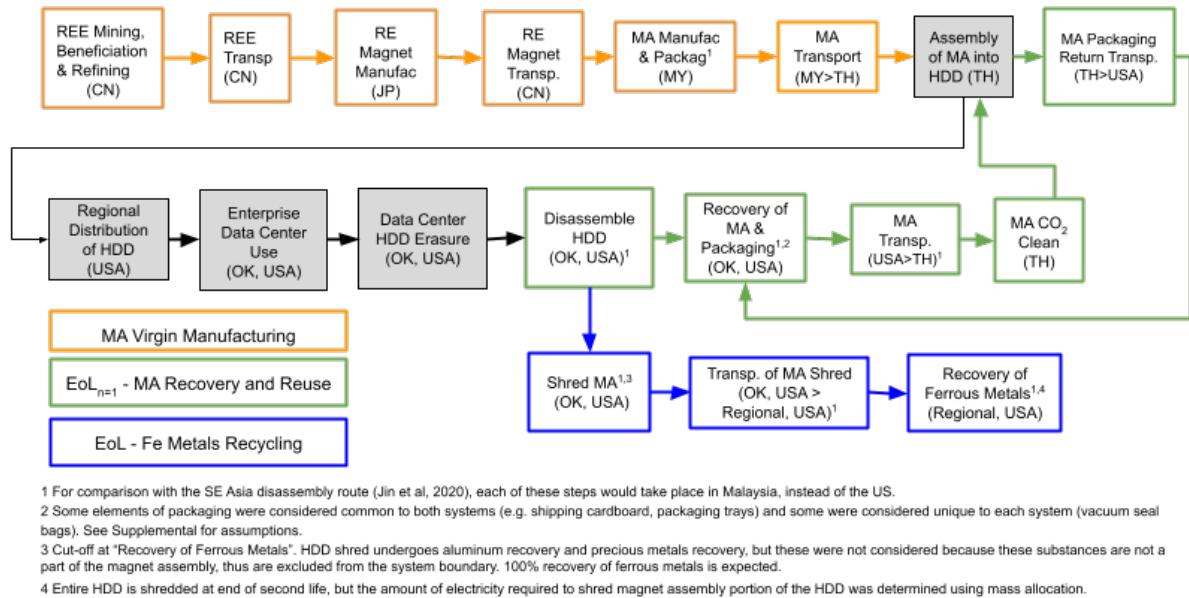 REE Mining,
Beneficiation
& Refining
(CN)
REE
Transp
(CN)
RE
Magnet
Manufac
(JP)
RE
Magnet
Transp.
(CN)
MA Manufac
& Packag¹
(MY)
MA
Transport
(MY>TH)
Assembly
of MA into
HDD (TH)
MA Packaging
Return Transp.
(TH>USA)
Regional
Distribution
of HDD
(USA)
Enterprise
Data Center
Use
(OK, USA)
Data Center
HDD Erasure
(OK, USA)
Disassemble
HDD
(OK, USA)¹
Recovery of
MA &
Packaging¹,²
(OK, USA)
MA
Transp.
(USA>TH)¹
MA CO₂
Clean
(TH)
MA Virgin Manufacturing
EoLₙ₌₁ - MA Recovery and Reuse
EoL - Fe Metals Recycling
Shred MA¹,³
(OK, USA)
Transp. of MA Shred
(OK, USA >
Regional, USA)¹
Recovery of
Ferrous Metals¹,⁴
(Regional, USA)
1 For comparison with the SE Asia disassembly route (Jin et al, 2020), each of these steps would take place in Malaysia, instead of the US.
2 Some elements of packaging were considered common to both systems (e.g. shipping cardboard, packaging trays) and some were considered unique to each system (vacuum seal
bags). See Supplemental for assumptions.
3 Cut-off at “Recovery of Ferrous Metals”. HDD shred undergoes aluminum recovery and precious metals recovery, but these were not considered because these substances are not a
part of the magnet assembly, thus are excluded from the system boundary. 100% recovery of ferrous metals is expected.
4 Entire HDD is shredded at end of second life, but the amount of electricity required to shred magnet assembly portion of the HDD was determined using mass allocation.